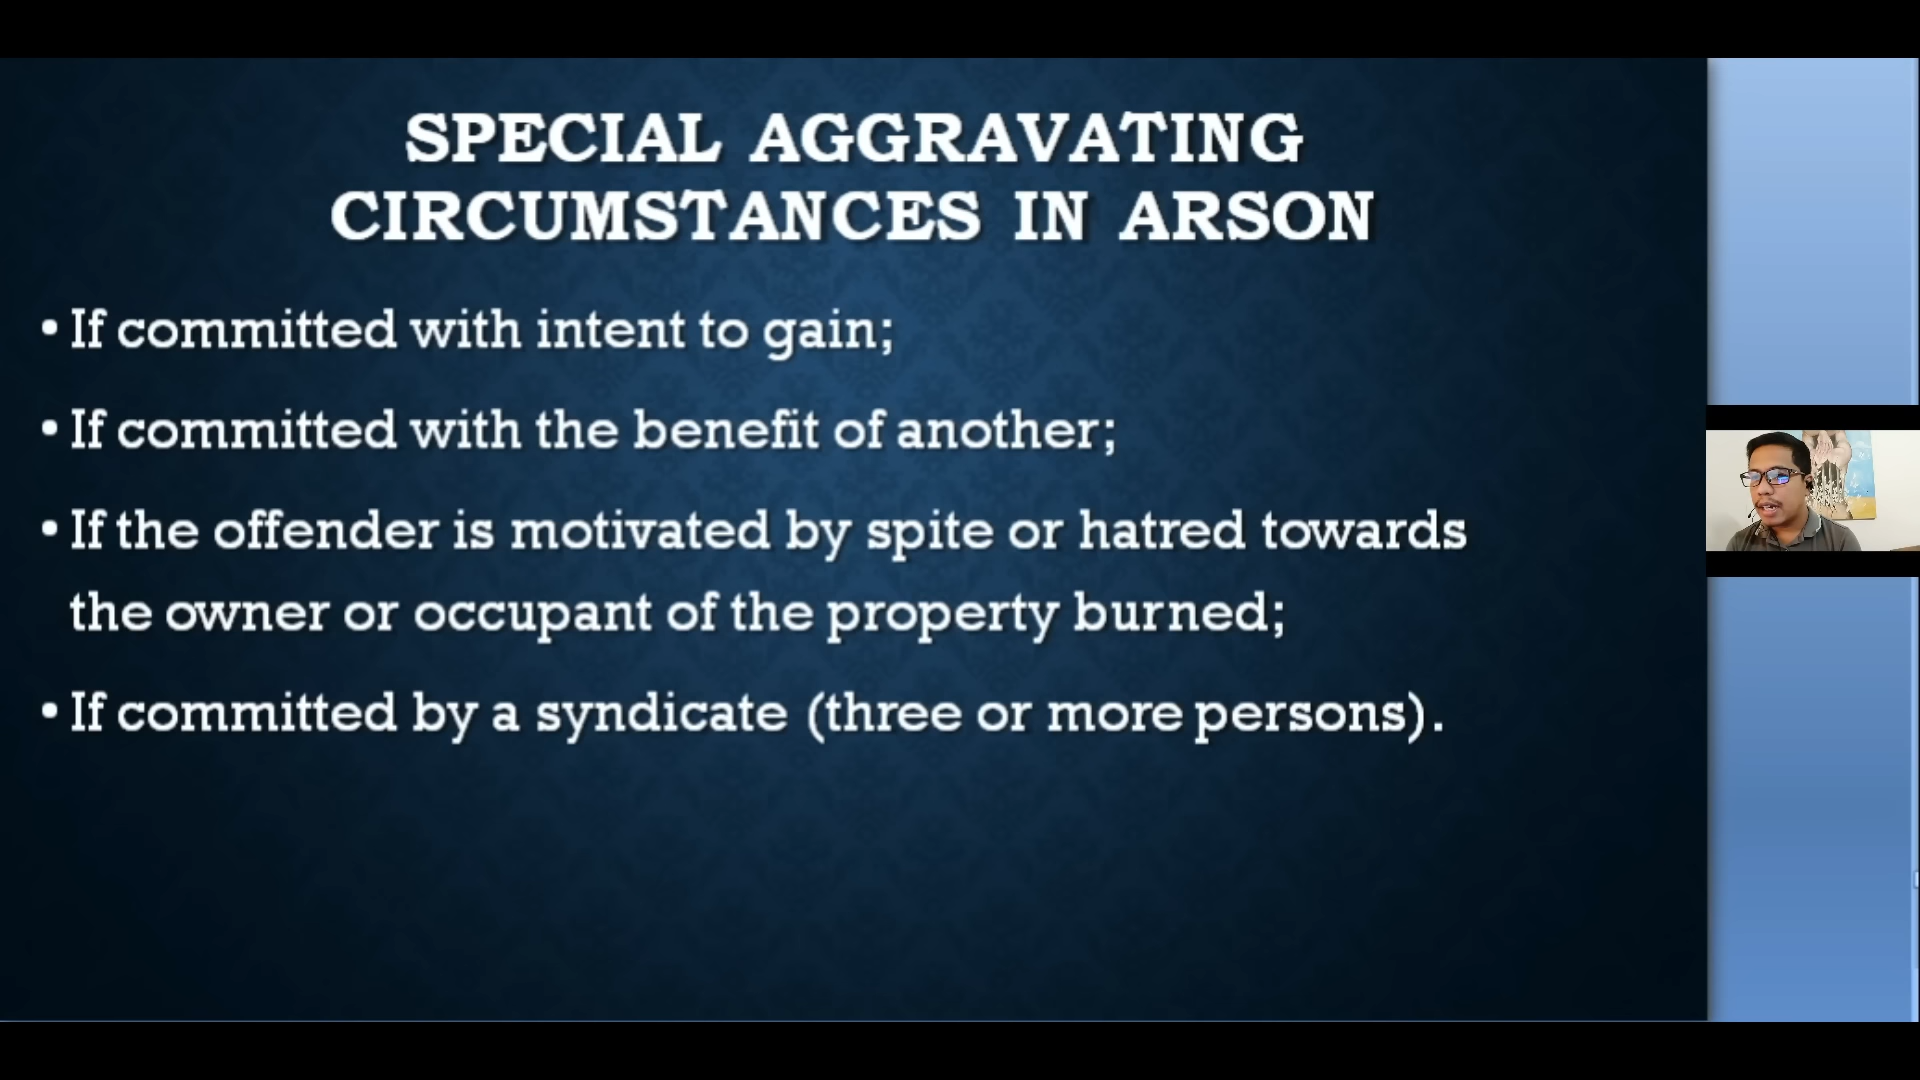 SPECIAL AGGRAVATING
CIRCUMSTANCES IN ARSON
• If committed with intent to gain;
• If committed with the benefit of another;
• If the offender is motivated by spite or hatred towards
the owner or occupant of the property burned;
• If committed by a syndicate (three or more persons).